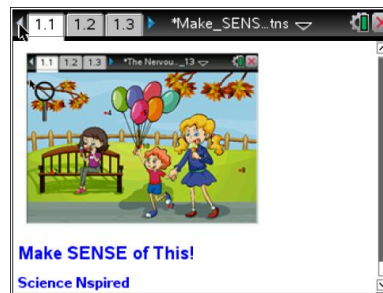 1.1 1.2 1.3 *Make_SENS...tns
1.1 1.2 1.3 *The Nervou..._13
Make SENSE of This!
Science Nspired